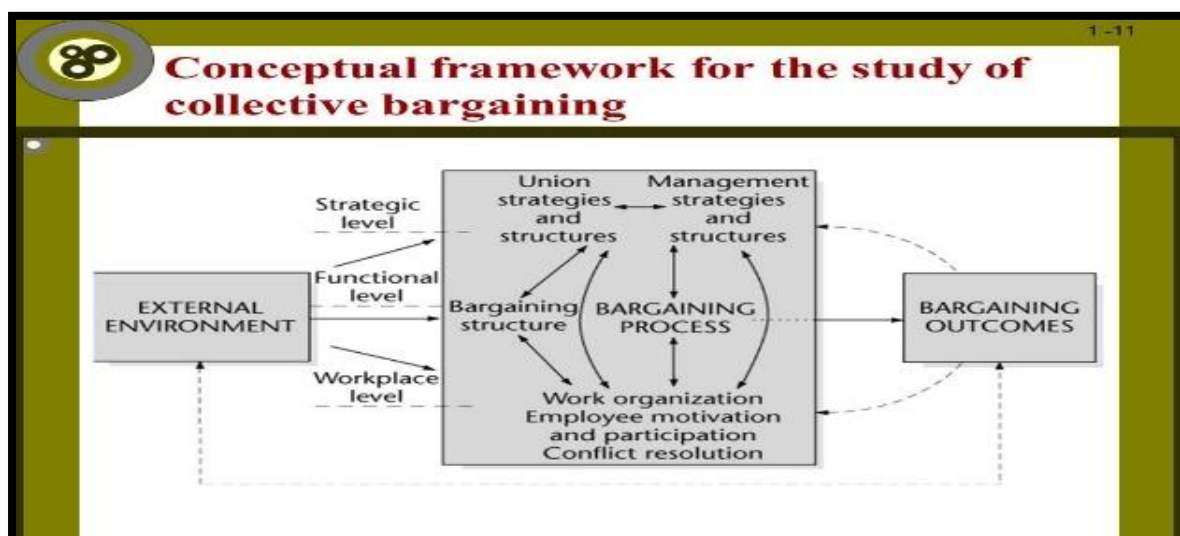 1 -11
Conceptual framework for the study of
collective bargaining
Strategic
level
Functional
level
Workplace
level
EXTERNAL
ENVIRONMENT
Union
strategies
and
structures
Management
strategies
and
structures
Bargaining
structure
BARGAINING
PROCESS
Work organization
Employee motivation
and participation
Conflict resolution
BARGAINING
OUTCOMES